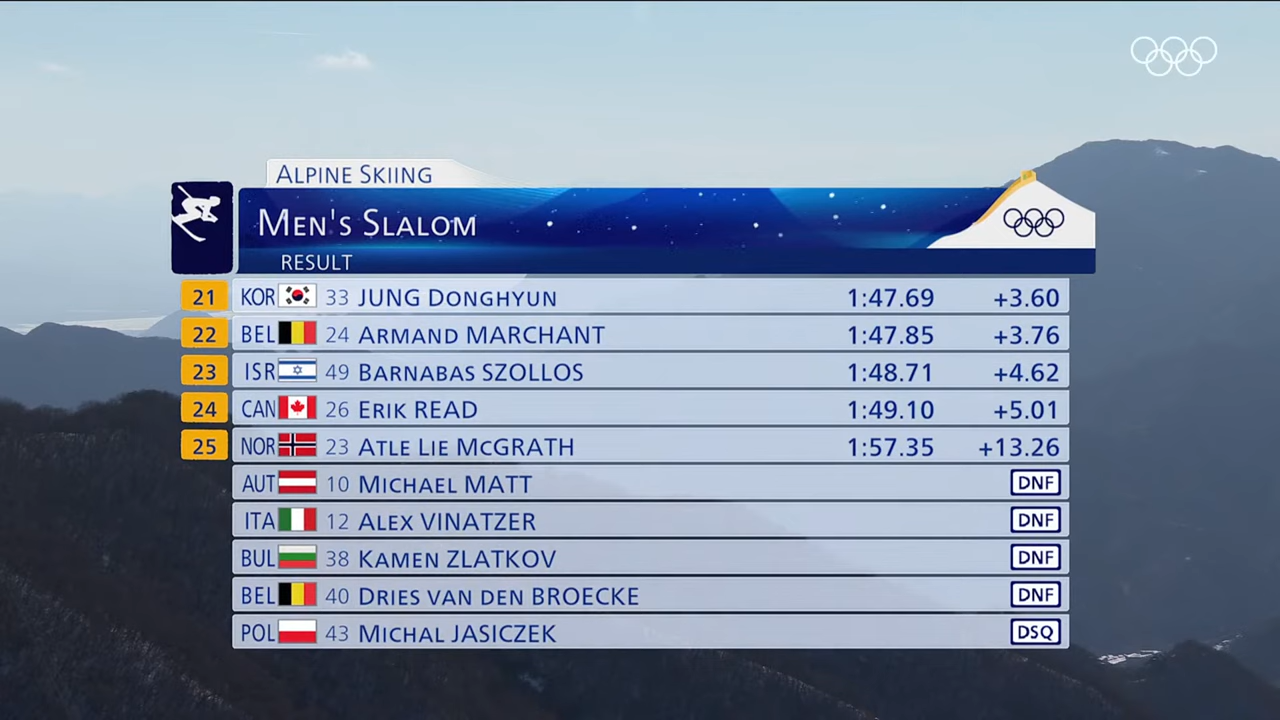 Alpine Skiing
Men's Slalom
RESULT
21 KOR 33 JUNG Donghyun 1:47.69 +3.60
22 BEL 24 Armand MARCHANT 1:47.85 +3.76
23 ISR 49 Barnabas SZOLLOS 1:48.71 +4.62
24 CAN 26 Erik READ 1:49.10 +5.01
25 NOR 23 Atle Lie McGRATH 1:57.35 +13.26
AUT 10 Michael MATT DNF
ITA 12 Alex VINATZER DNF
BUL 38 Kamen ZLATKOV DNF
BEL 40 Dries van den BROECKE DNF
POL 43 Michal JASICZEK DSQ